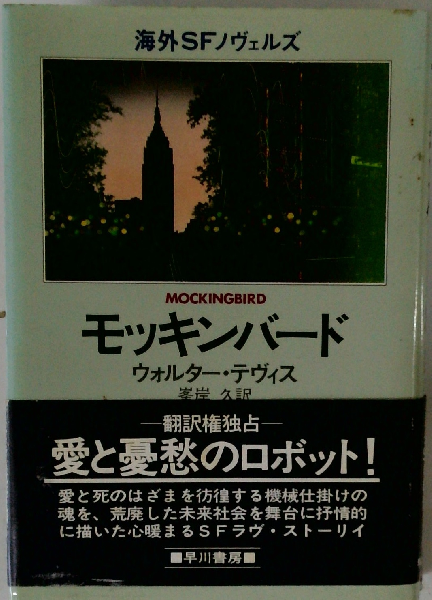 海外SFノヴェルズ
MOCKINGBIRD
モッキンバード
ウォルター・テヴィス
峯岸 久訳
─翻訳権独占─
愛と憂愁のロボット!
愛と死のはざまを彷徨する機械仕掛けの
魂を、荒廃した未来社会を舞台に抒情的
に描いた心暖まるSFラヴ・ストーリイ
■早川書房■